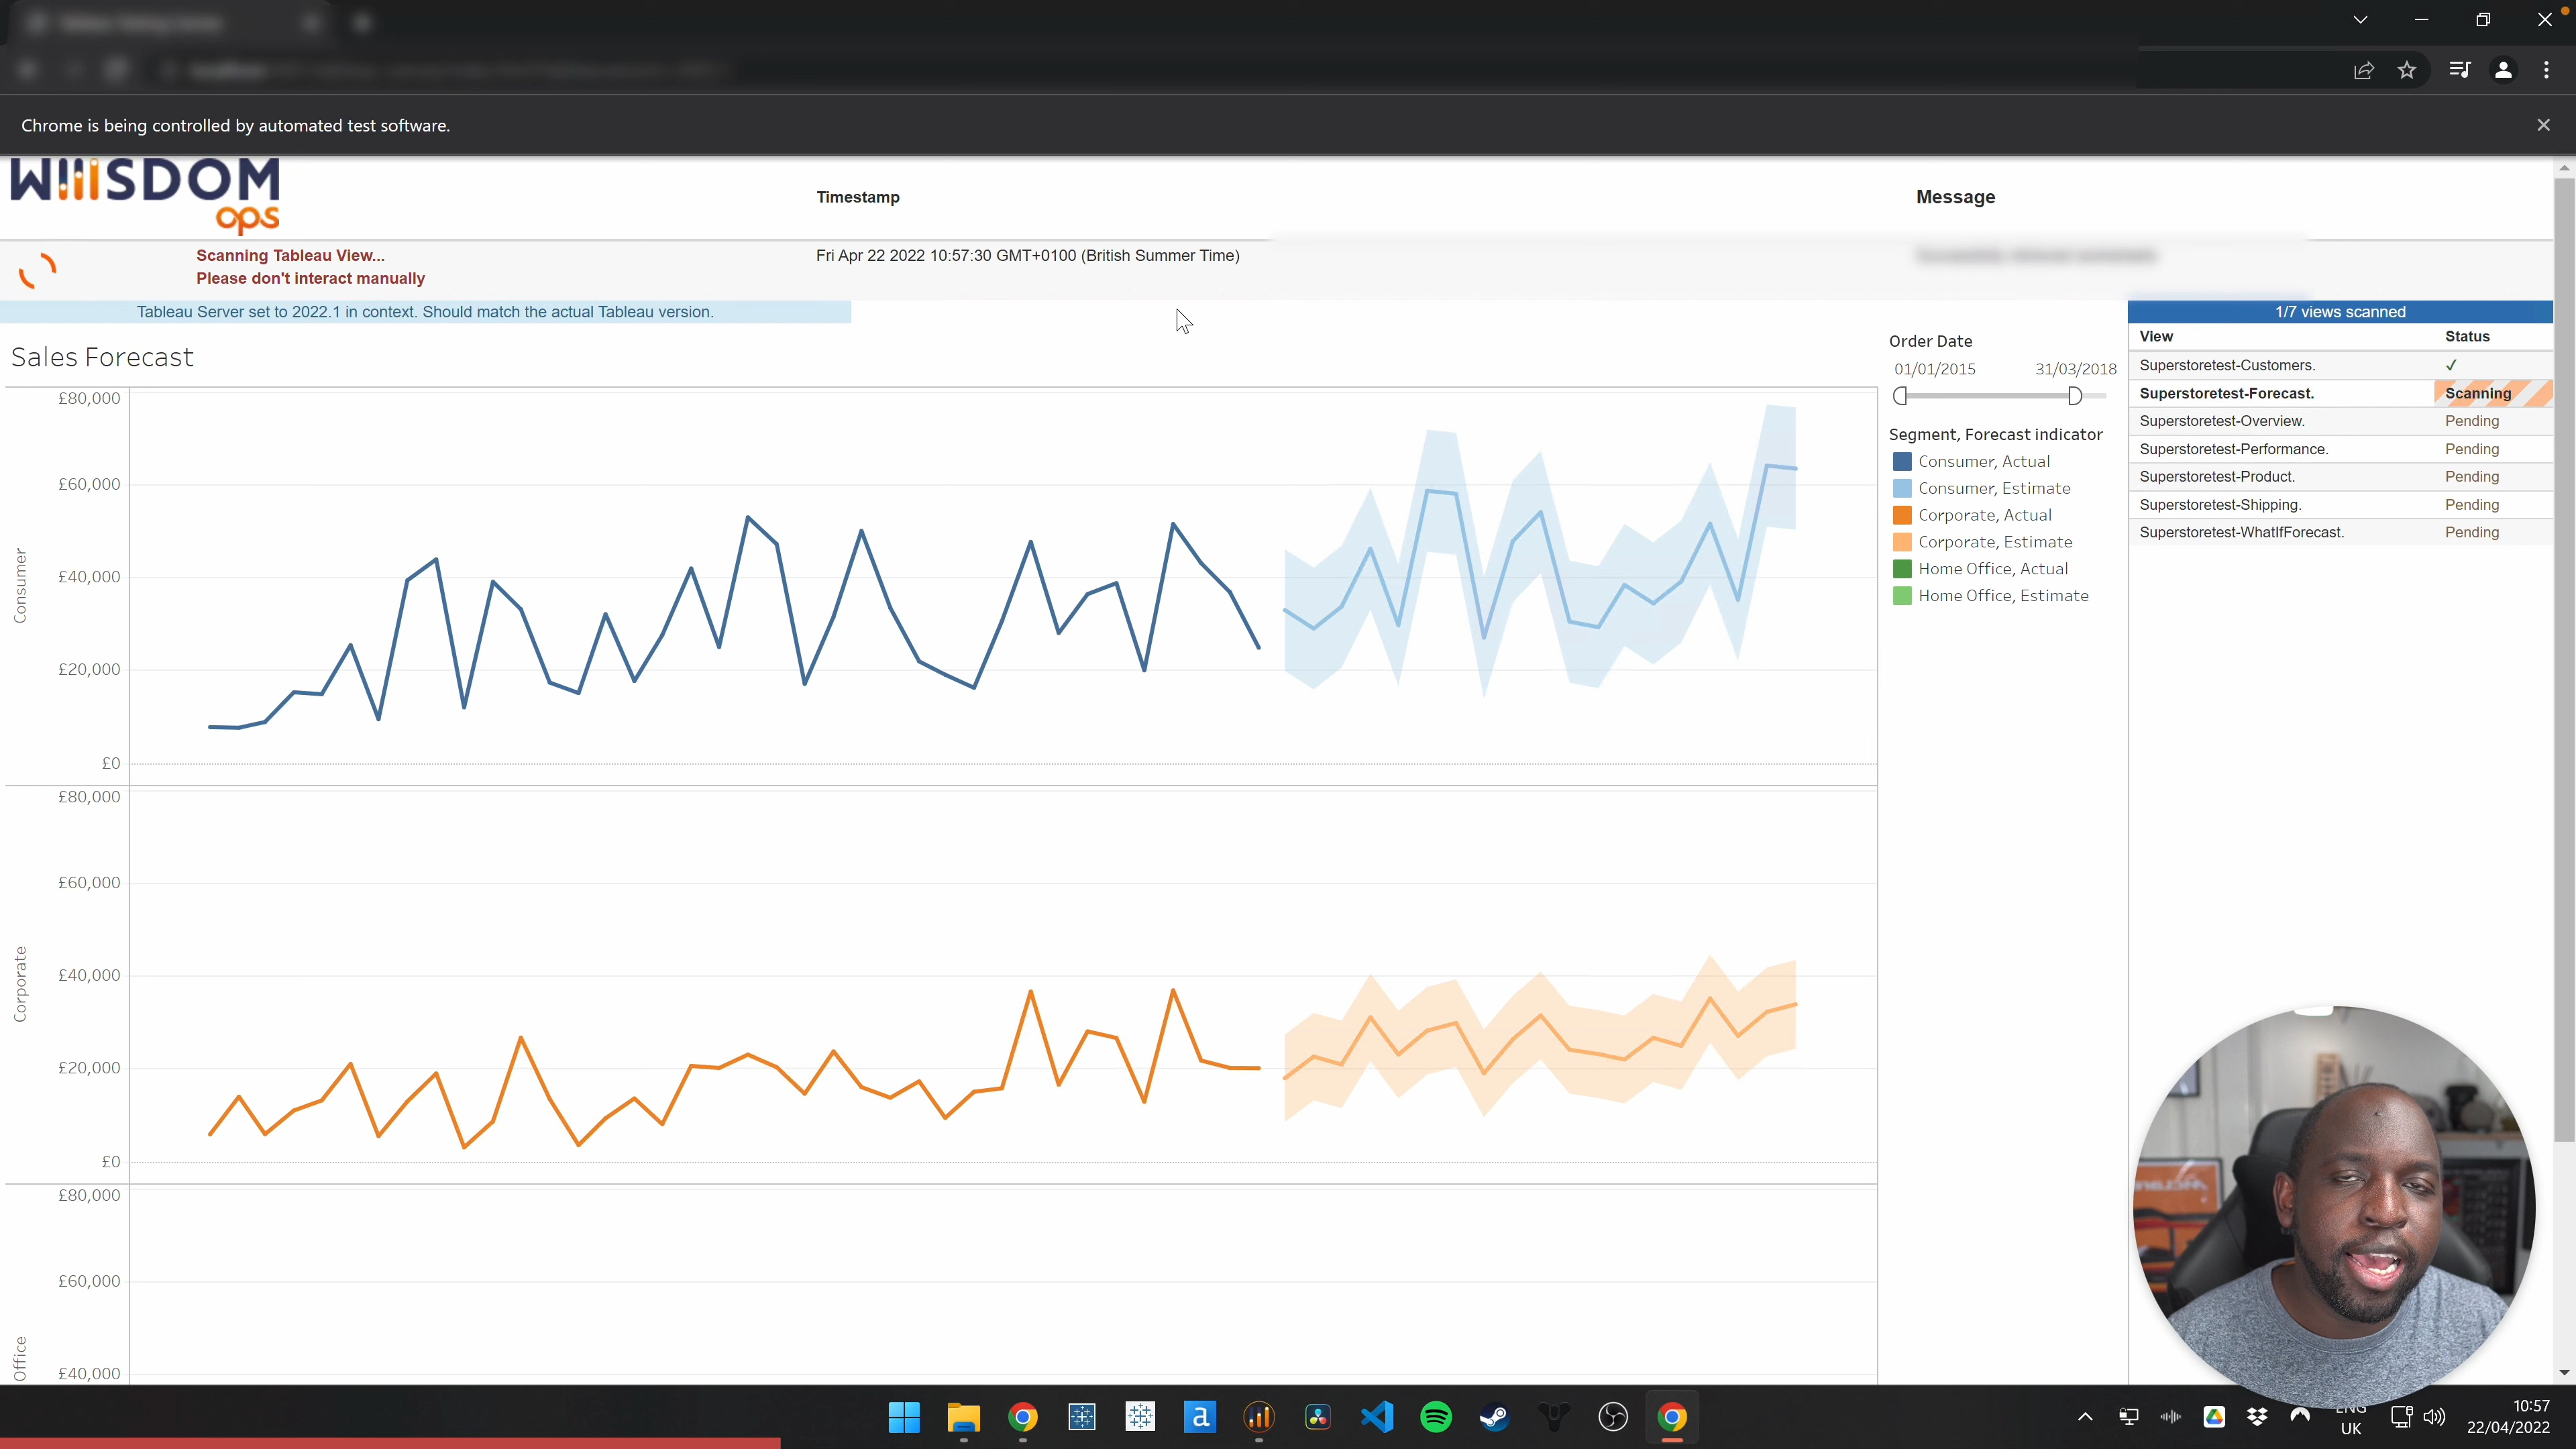 Chrome is being controlled by automated test software.
WIIISDOM
ops
Timestamp
Message
Scanning Tableau View...
Please don't interact manually
Fri Apr 22 2022 10:57:30 GMT+0100 (British Summer Time)
Tableau Server set to 2022.1 in context. Should match the actual Tableau version.
1/7 views scanned
View Status
Superstoretest-Customers. ✓
Superstoretest-Forecast. Scanning
Superstoretest-Overview. Pending
Superstoretest-Performance. Pending
Superstoretest-Product. Pending
Superstoretest-Shipping. Pending
Superstoretest-WhatIfForecast. Pending
Sales Forecast
Order Date
01/01/2015 31/03/2018
Segment, Forecast indicator
Consumer, Actual
Consumer, Estimate
Corporate, Actual
Corporate, Estimate
Home Office, Actual
Home Office, Estimate
Consumer
£80,000
£60,000
£40,000
£20,000
£0
Corporate
£80,000
£60,000
£40,000
£20,000
£0
Office
£80,000
£60,000
£40,000
ENG
UK
10:57
22/04/2022